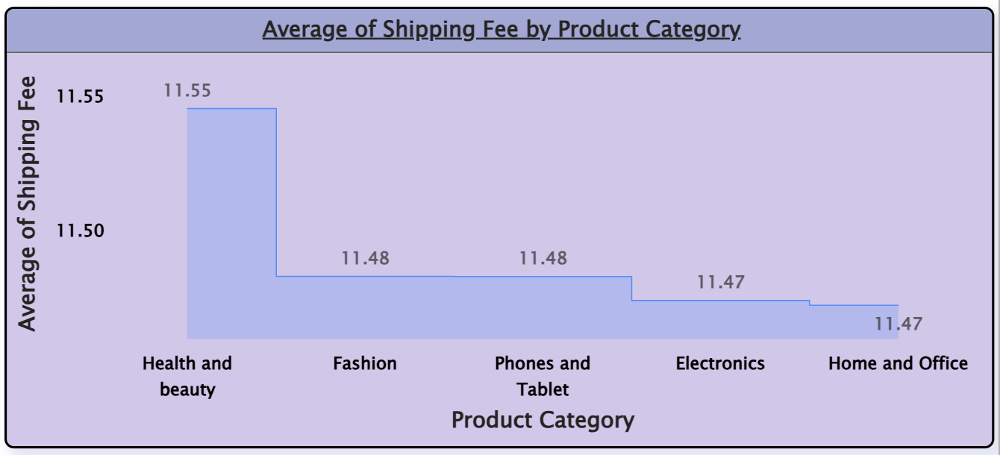 Average of Shipping Fee by Product Category
Average of Shipping Fee
11.55
11.50
11.55
11.48
11.48
11.47
11.47
Health and
beauty
Fashion
Phones and
Tablet
Electronics
Home and Office
Product Category